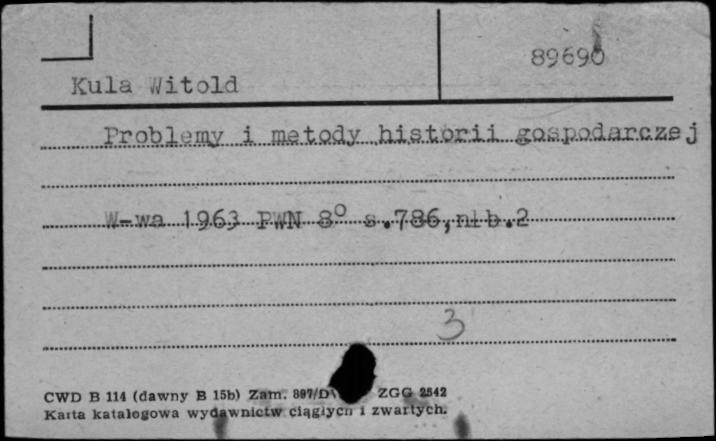 89690
Kula Witold
Problemy i metody historii gospodarczej
W-wa 1963 PWN 8° s.786,nlb.2
3
CWD B 114 (dawny B 15b) Zam. 897/D ZGG 2542
Karta katalogowa wydawnictw ciągłych i zwartych.